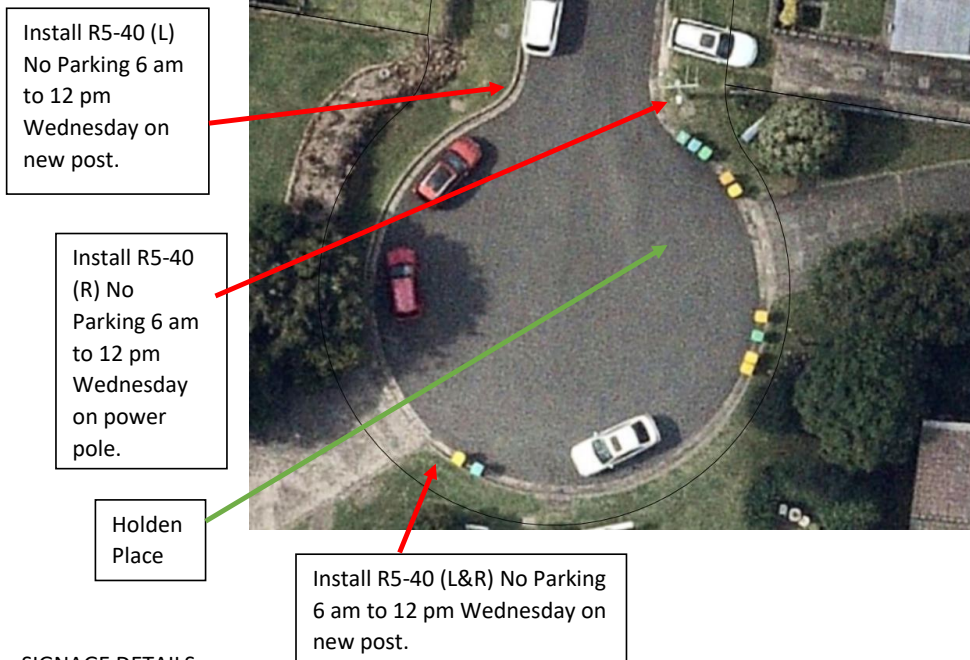 Install R5-40 (L)
No Parking 6 am
to 12 pm
Wednesday on
new post.
Install R5-40
(R) No
Parking 6 am
to 12 pm
Wednesday
on power
pole.
Holden
Place
Install R5-40 (L&R) No Parking
6 am to 12 pm Wednesday on
new post.
SIGNAGE DETAILS